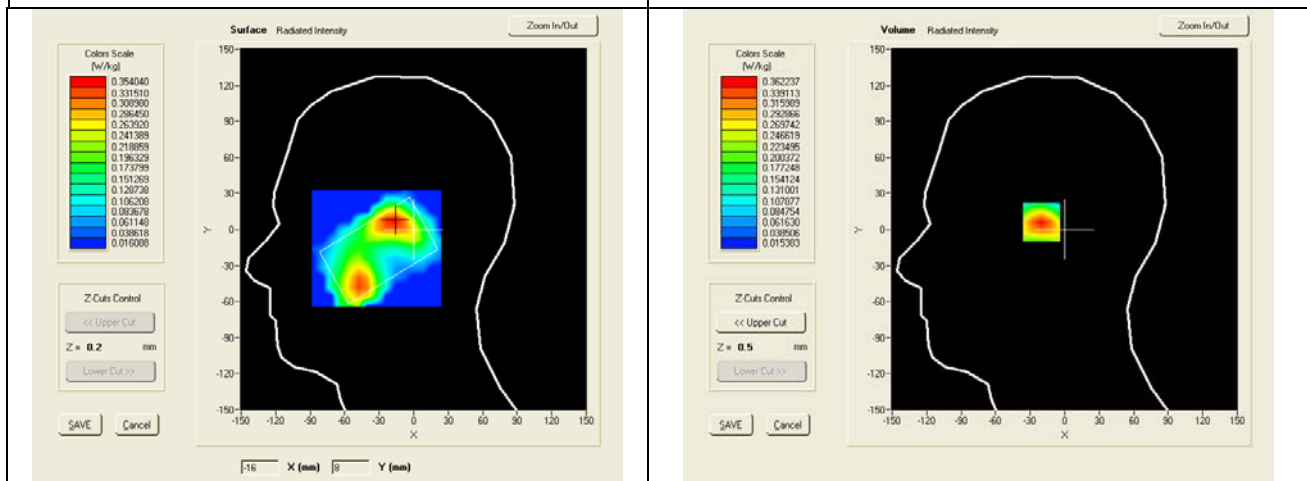 Surface Radiated Intensity
Zoom In/Out
Colors Scale
(W/kg)
0.354040
0.331510
0.308980
0.286450
0.263920
0.241389
0.218859
0.196329
0.173799
0.151269
0.128738
0.106208
0.083678
0.061148
0.038618
0.016088
Z-Cuts Control
<< Upper Cut
Z = 0.2 mm
Lower Cut >>
SAVE Cancel
150
120
90
60
30
0
-30
-60
-90
-120
-150
Y
-150 -120 -90 -60 -30 0 30 60 90 120 150
X
-16 X (mm) 8 Y (mm)
Volume Radiated Intensity
Zoom In/Out
Colors Scale
(W/kg)
0.362237
0.339113
0.315989
0.292866
0.269742
0.246619
0.223495
0.200372
0.177248
0.154124
0.131001
0.107877
0.084754
0.061630
0.038506
0.015383
Z-Cuts Control
<< Upper Cut
Z = 0.5 mm
Lower Cut >>
SAVE Cancel
150
120
90
60
30
0
-30
-60
-90
-120
-150
Y
-150 -120 -90 -60 -30 0 30 60 90 120 150
X